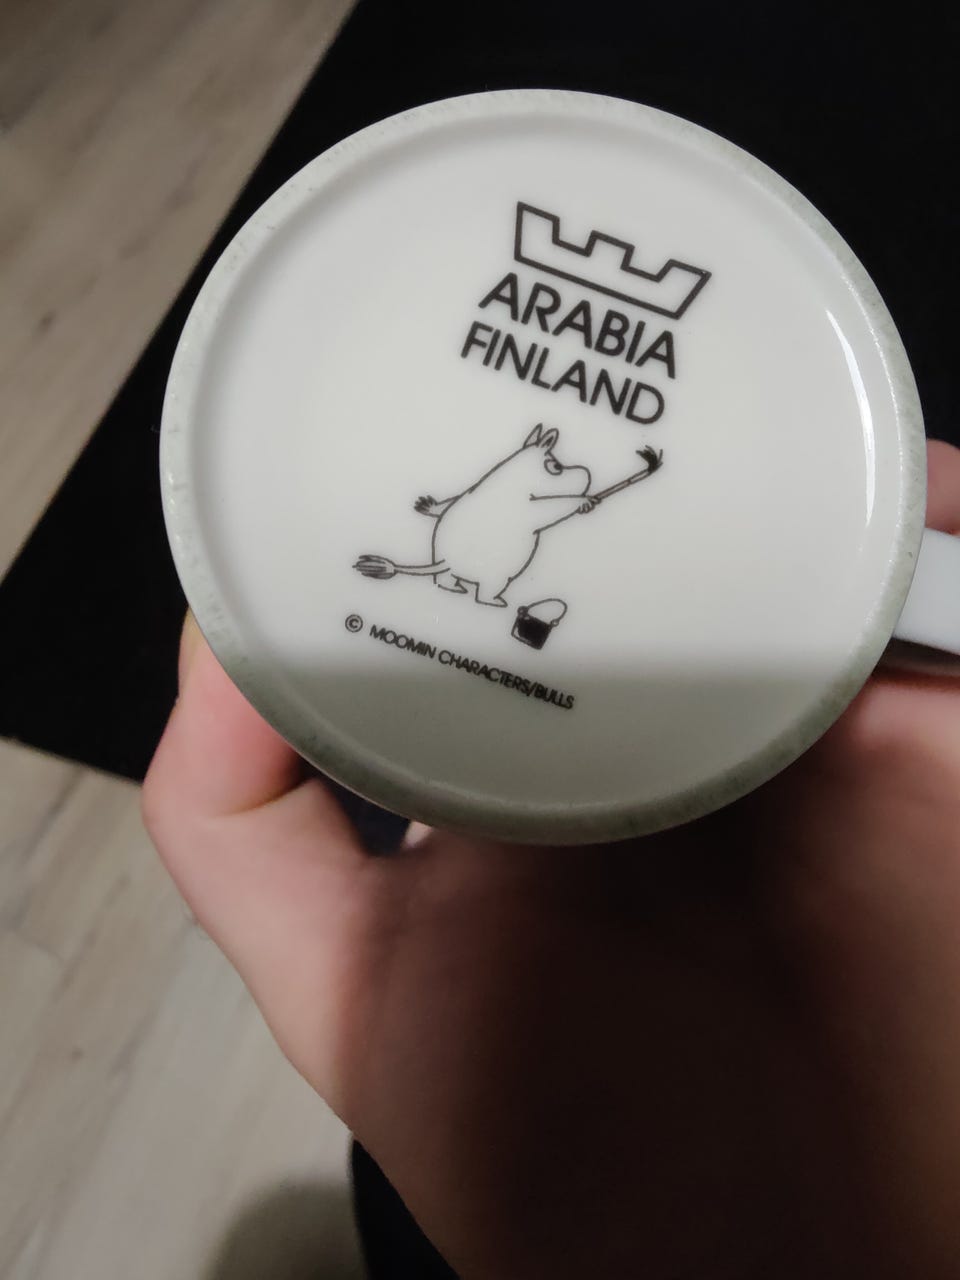 ARABIA
FINLAND
© MOOMIN CHARACTERS/BULLS